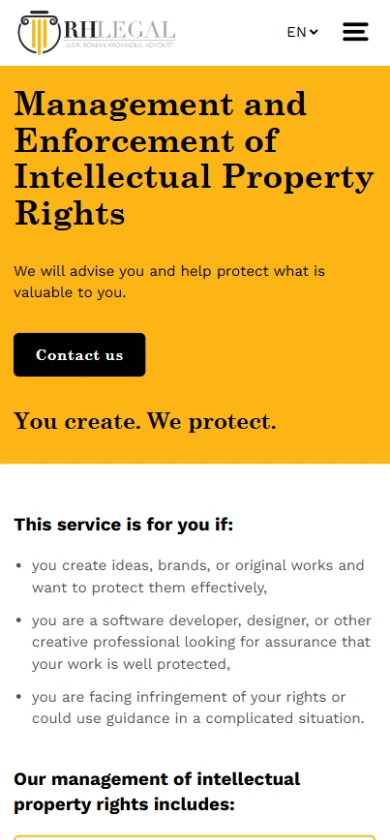 RHLEGAL
JUDR. ROMAN HROMADKA, ADVOKÁT
EN
Management and
Enforcement of
Intellectual Property
Rights
We will advise you and help protect what is
valuable to you.
Contact us
You create. We protect.
This service is for you if:
• you create ideas, brands, or original works and
want to protect them effectively,
• you are a software developer, designer, or other
creative professional looking for assurance that
your work is well protected,
• you are facing infringement of your rights or
could use guidance in a complicated situation.
Our management of intellectual
property rights includes: